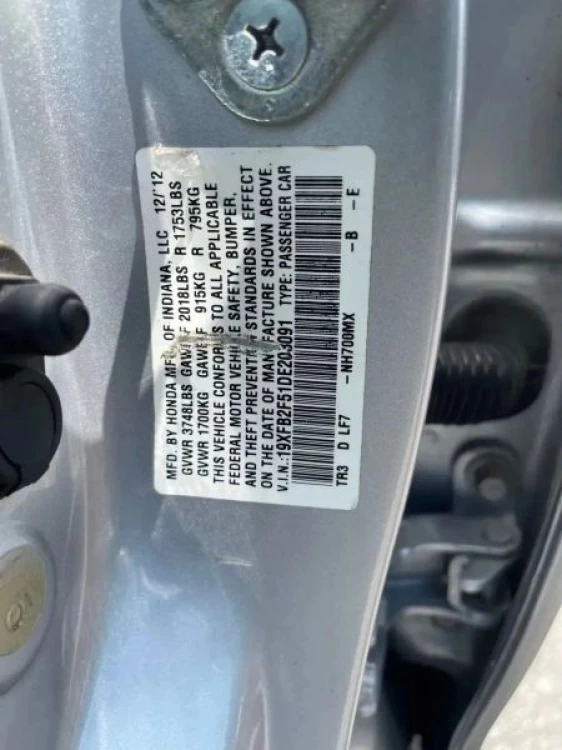 MFD. BY HONDA MFG. OF INDIANA, LLC 12/'12
GVWR 3748LBS GAWR F 2018LBS R 1753LBS
GVWR 1700KG GAWR F 915KG R 795KG
THIS VEHICLE CONFORMS TO ALL APPLICABLE
FEDERAL MOTOR VEHICLE SAFETY, BUMPER,
AND THEFT PREVENTION STANDARDS IN EFFECT
ON THE DATE OF MANUFACTURE SHOWN ABOVE.
V.I.N.:19XFB2F51DE203091 TYPE: PASSENGER CAR
TR3 D LF7 -NH700MX -B -E